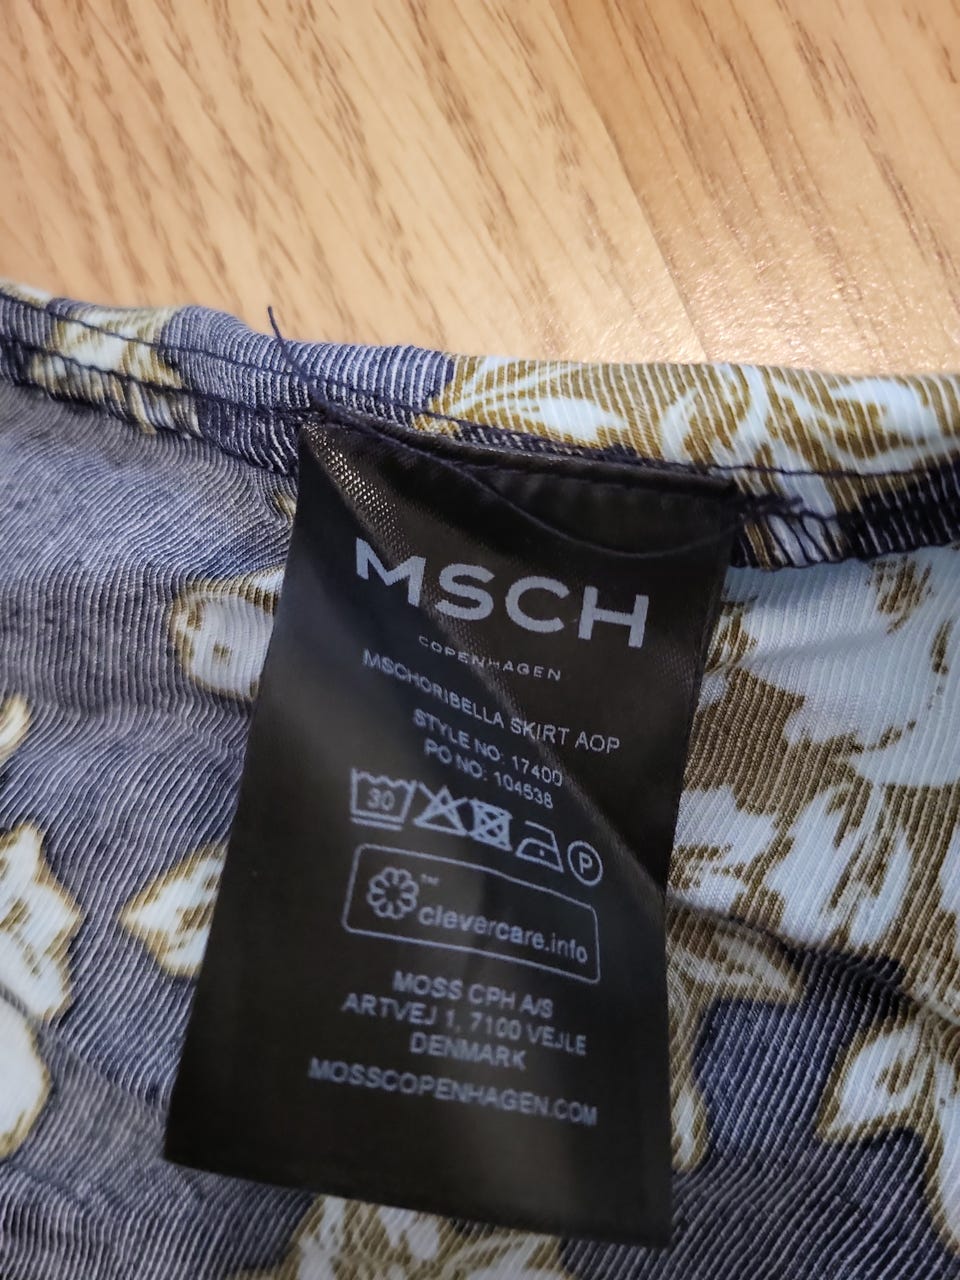 MSCH
COPENHAGEN
MSCHORIBELLA SKIRT AOP
STYLE NO: 17400
PO NO: 104538
30 P
™
clevercare.info
MOSS CPH A/S
ARTVEJ 1, 7100 VEJLE
DENMARK
MOSSCOPENHAGEN.COM